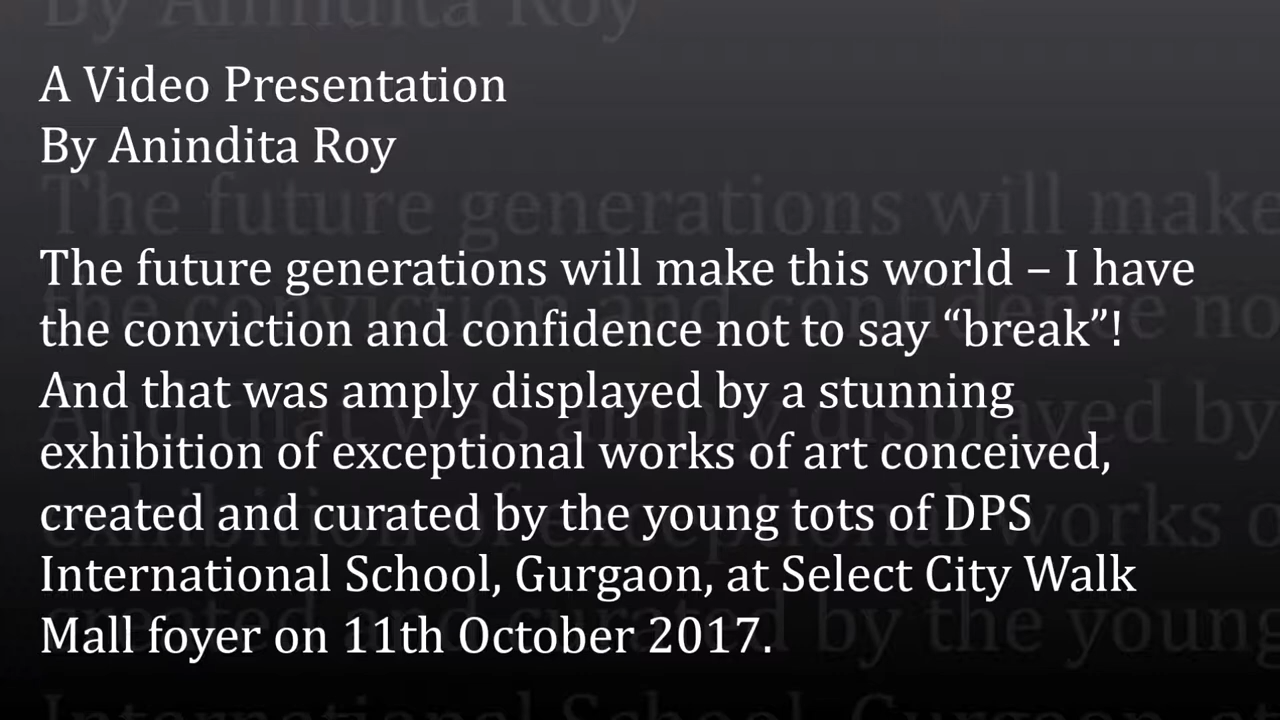 A Video Presentation
By Anindita Roy
The future generations will make this world – I have
the conviction and confidence not to say “break”!
And that was amply displayed by a stunning
exhibition of exceptional works of art conceived,
created and curated by the young tots of DPS
International School, Gurgaon, at Select City Walk
Mall foyer on 11th October 2017.